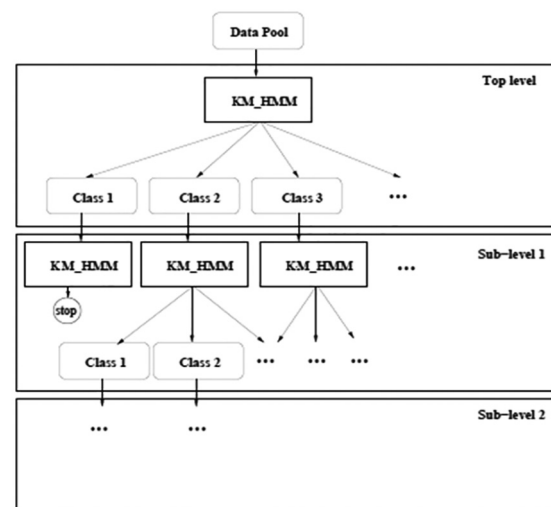 Data Pool
Top level
KM_HMM
Class 1 Class 2 Class 3 ...
Sub-level 1
KM_HMM KM_HMM KM_HMM ...
stop
... ... ...
Class 1 Class 2
Sub-level 2
... ...